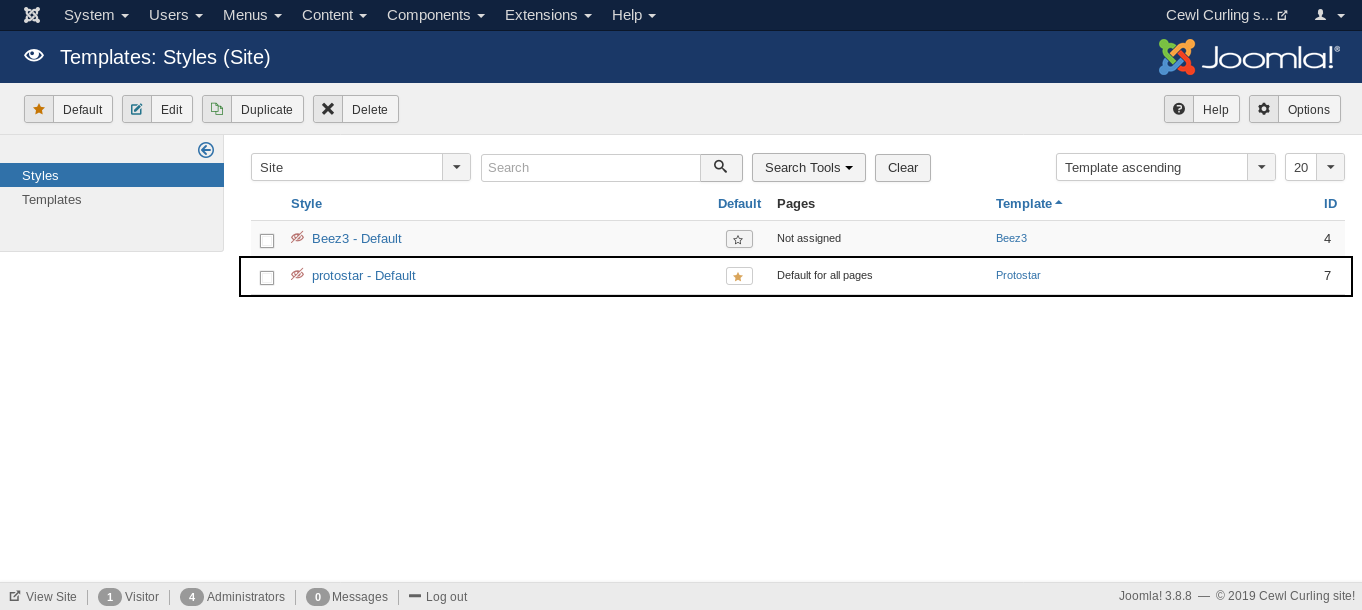 System Users Menus Content Components Extensions Help Cewl Curling s...
Templates: Styles (Site) Joomla!®
Default Edit Duplicate Delete Help Options
Site Search Search Tools Clear Template ascending 20
Styles
Templates
Style Default Pages Template ID
Beez3 - Default Not assigned Beez3 4
protostar - Default Default for all pages Protostar 7
View Site 1 Visitor 4 Administrators 0 Messages Log out Joomla! 3.8.8 — © 2019 Cewl Curling site!